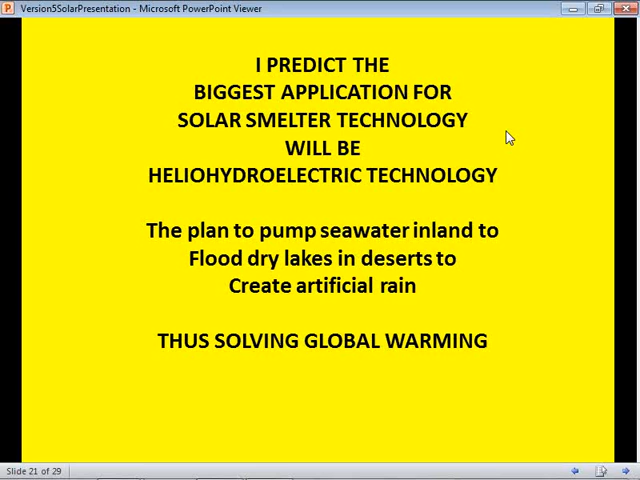 Version5SolarPresentation - Microsoft PowerPoint Viewer
I PREDICT THE
BIGGEST APPLICATION FOR
SOLAR SMELTER TECHNOLOGY
WILL BE
HELIOHYDROELECTRIC TECHNOLOGY
The plan to pump seawater inland to
Flood dry lakes in deserts to
Create artificial rain
THUS SOLVING GLOBAL WARMING
Slide 21 of 29